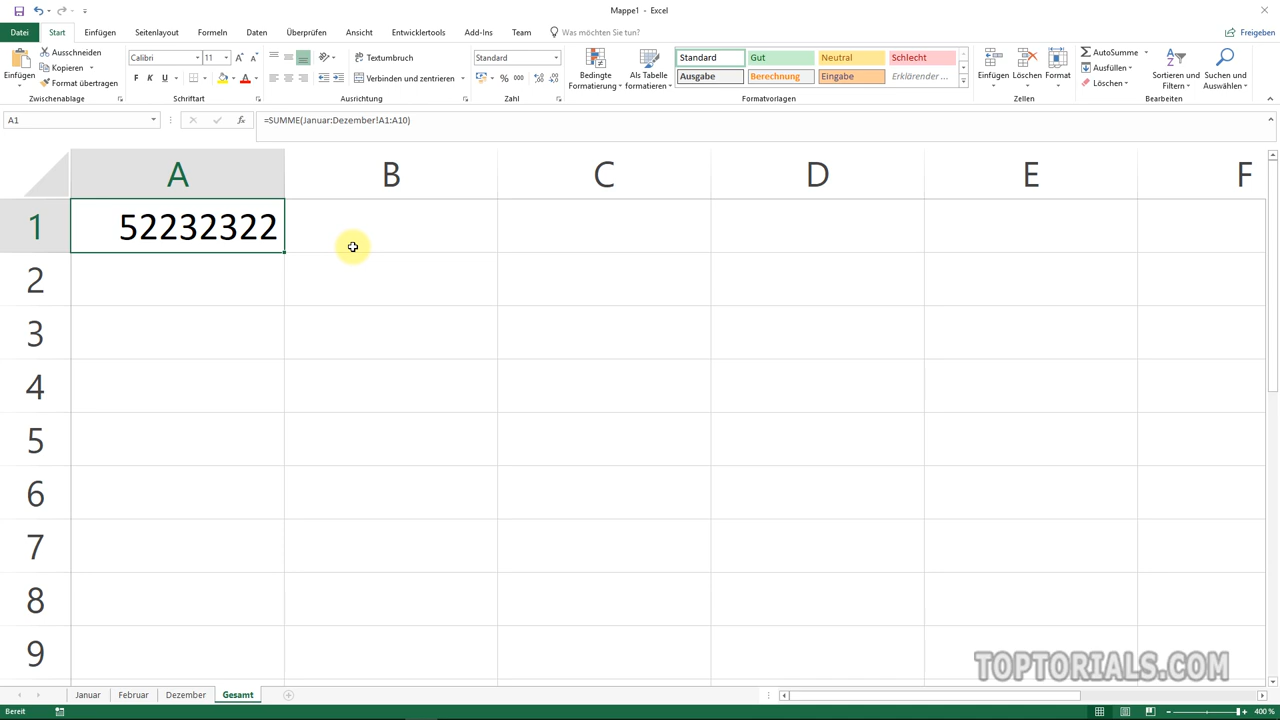 Mappe1 - Excel
Datei Start Einfügen Seitenlayout Formeln Daten Überprüfen Ansicht Entwicklertools Add-Ins Team Was möchten Sie tun? Freigeben
Einfügen
Ausschneiden
Kopieren
Format übertragen
Zwischenablage
Calibri 11
F K U
Schriftart
Textumbruch
Verbinden und zentrieren
Ausrichtung
Standard
% 000
Zahl
Bedingte Formatierung
Als Tabelle formatieren
Standard Gut Neutral Schlecht
Ausgabe Berechnung Eingabe Erklärender ...
Formatvorlagen
Einfügen Löschen Format
Zellen
AutoSumme
Ausfüllen
Löschen
Sortieren und Filtern
Suchen und Auswählen
Bearbeiten
A1 fx =SUMME(Januar:Dezember!A1:A10)
A B C D E F
1 52232322
2
3
4
5
6
7
8
9
TOPTORIALS.COM
Januar Februar Dezember Gesamt
Bereit 400 %